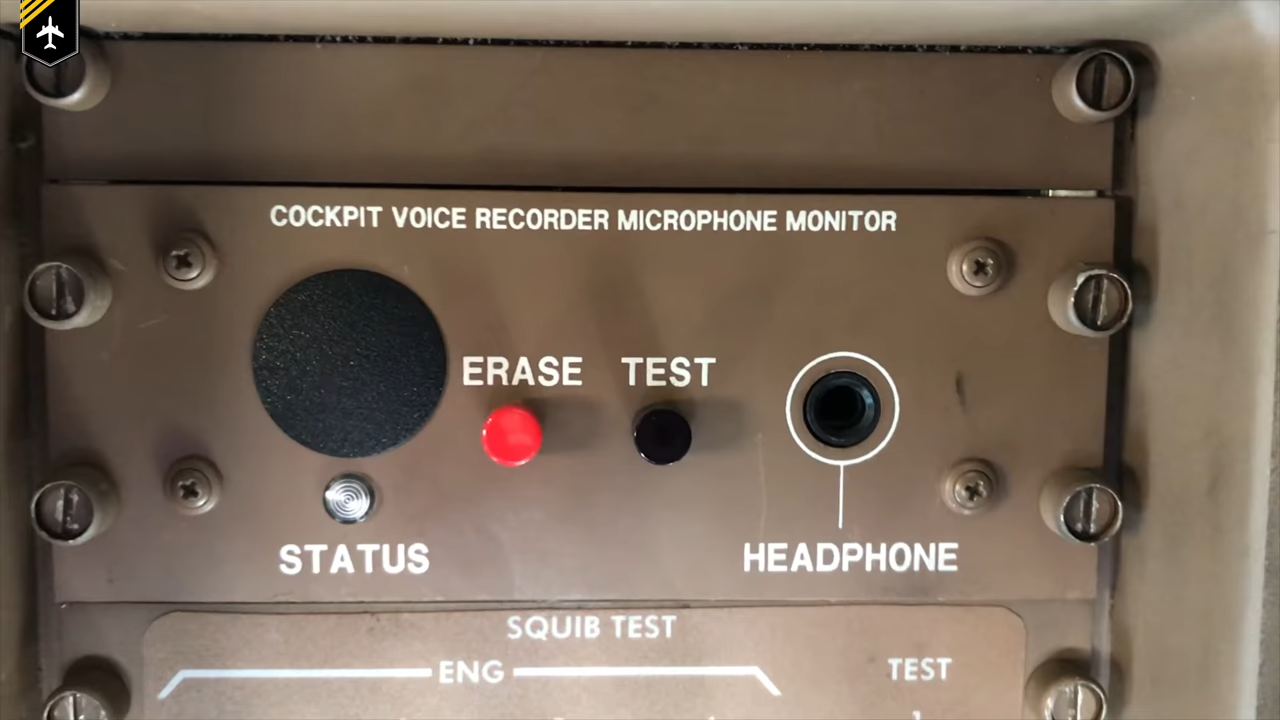 COCKPIT VOICE RECORDER MICROPHONE MONITOR
ERASE TEST
STATUS
HEADPHONE
SQUIB TEST
ENG
TEST